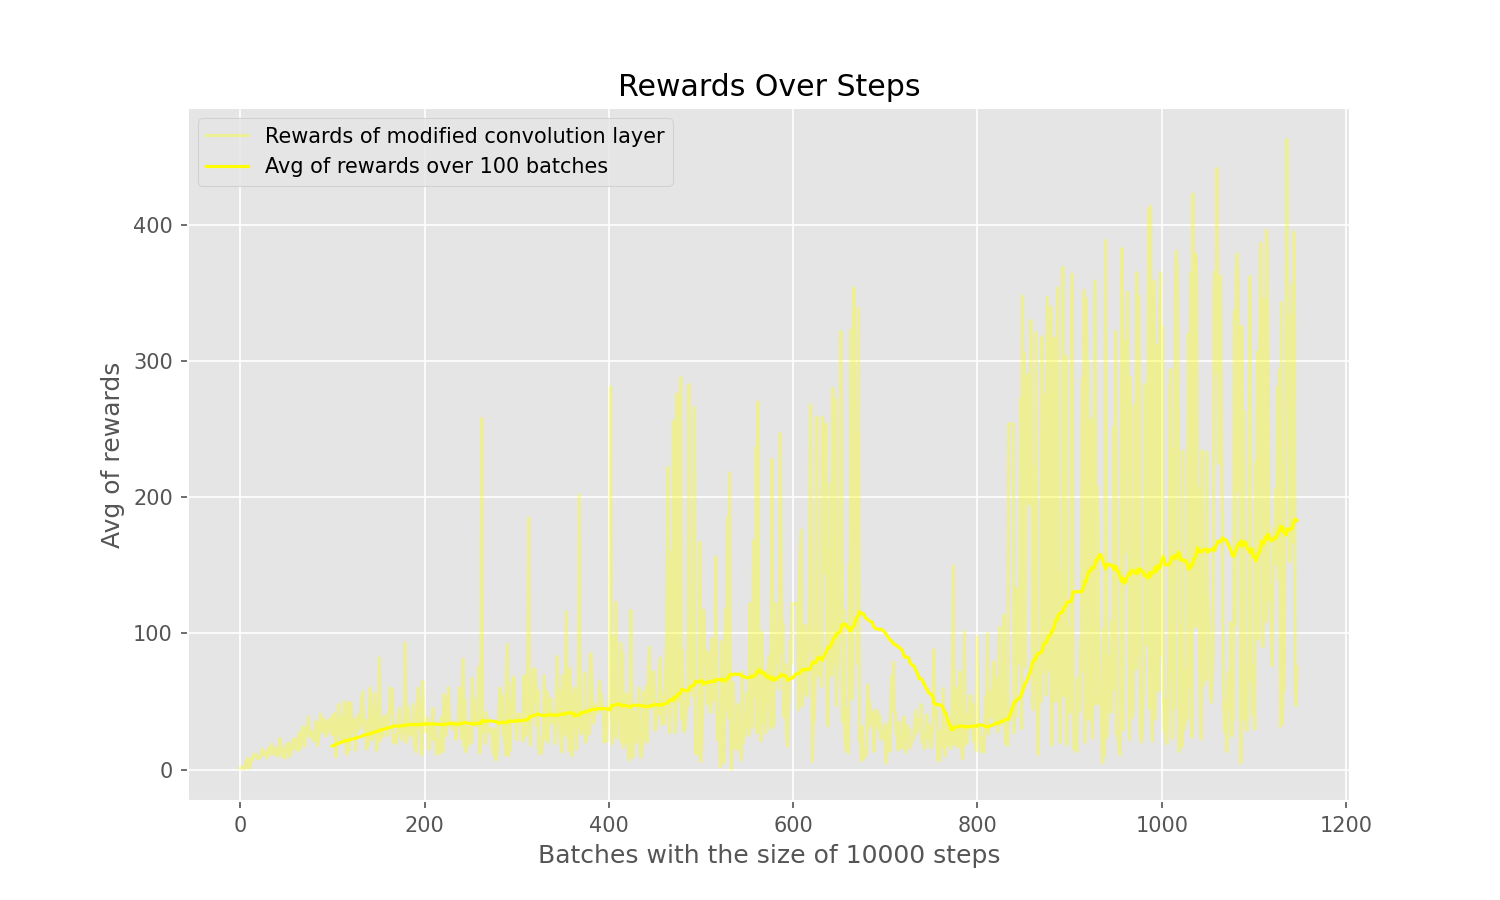 Rewards Over Steps
Rewards of modified convolution layer
Avg of rewards over 100 batches
400
300
200
100
0
Avg of rewards
0 200 400 600 800 1000 1200
Batches with the size of 10000 steps